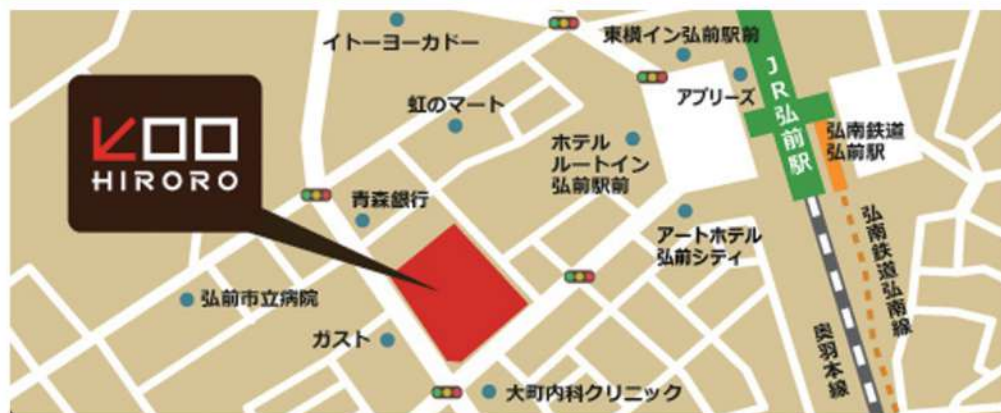 イトーヨーカドー
東横イン弘前駅前
アプリーズ
JR弘前駅
弘南鉄道
弘前駅
虹のマート
ホテル
ルートイン
弘前駅前
HIRORO
青森銀行
アートホテル
弘前シティ
弘南鉄道弘南線
弘前市立病院
ガスト
奥羽本線
大町内科クリニック